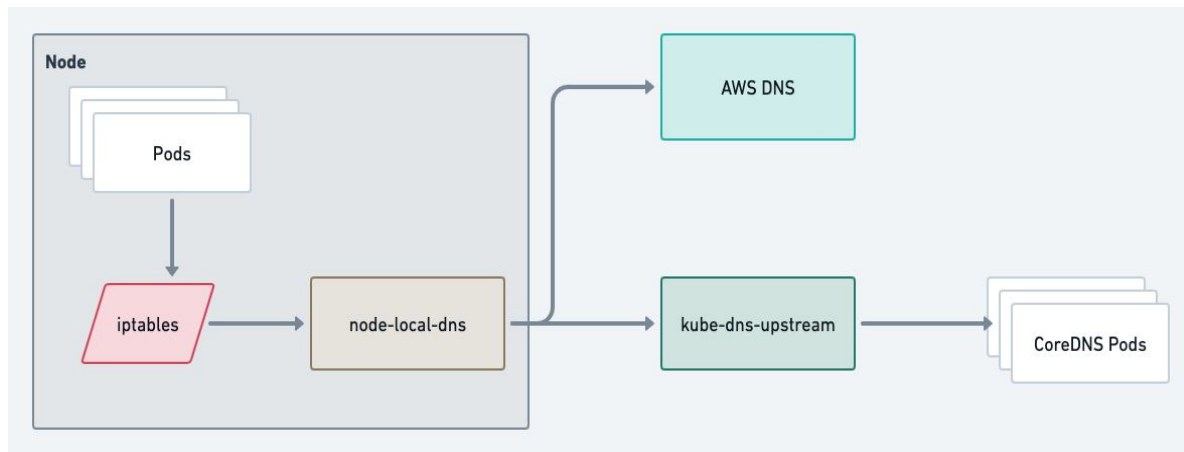 Node
Pods
AWS DNS
iptables
node-local-dns
kube-dns-upstream
CoreDNS Pods